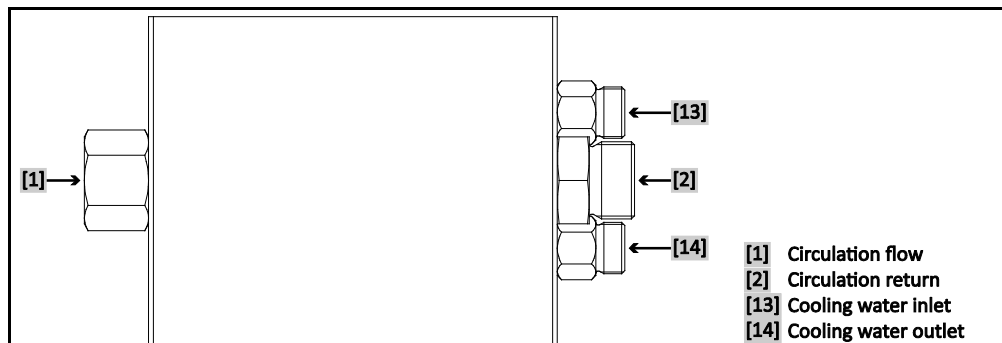 [13]
[1]
[2]
[14]
[1] Circulation flow
[2] Circulation return
[13] Cooling water inlet
[14] Cooling water outlet